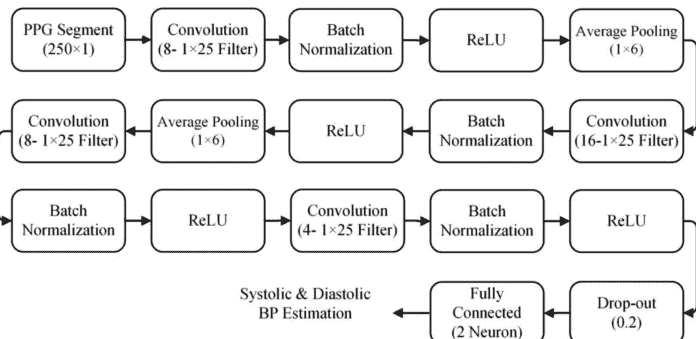 PPG Segment
(250×1)
Convolution
(8- 1×25 Filter)
Batch
Normalization
ReLU
Average Pooling
(1×6)
Convolution
(16-1×25 Filter)
Batch
Normalization
ReLU
Average Pooling
(1×6)
Convolution
(8- 1×25 Filter)
Batch
Normalization
ReLU
Convolution
(4- 1×25 Filter)
Batch
Normalization
ReLU
Drop-out
(0.2)
Fully
Connected
(2 Neuron)
Systolic & Diastolic
BP Estimation